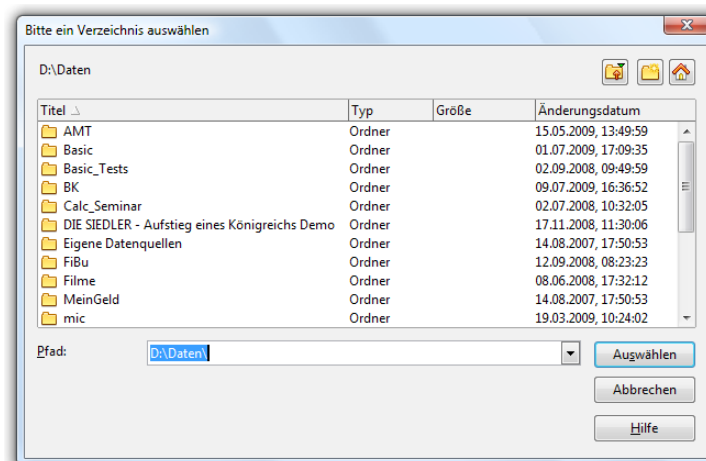 Bitte ein Verzeichnis auswählen
D:\Daten
Titel Typ Größe Änderungsdatum
AMT Ordner 15.05.2009, 13:49:59
Basic Ordner 01.07.2009, 17:09:35
Basic_Tests Ordner 02.09.2008, 09:49:59
BK Ordner 09.07.2009, 16:36:52
Calc_Seminar Ordner 02.07.2008, 10:32:05
DIE SIEDLER - Aufstieg eines Königreichs Demo Ordner 17.11.2008, 11:30:06
Eigene Datenquellen Ordner 14.08.2007, 17:50:53
FiBu Ordner 12.09.2008, 08:23:23
Filme Ordner 08.06.2008, 17:32:12
MeinGeld Ordner 14.08.2007, 17:50:53
mic Ordner 19.03.2009, 10:24:02
Pfad: D:\Daten\ Auswählen
Abbrechen
Hilfe